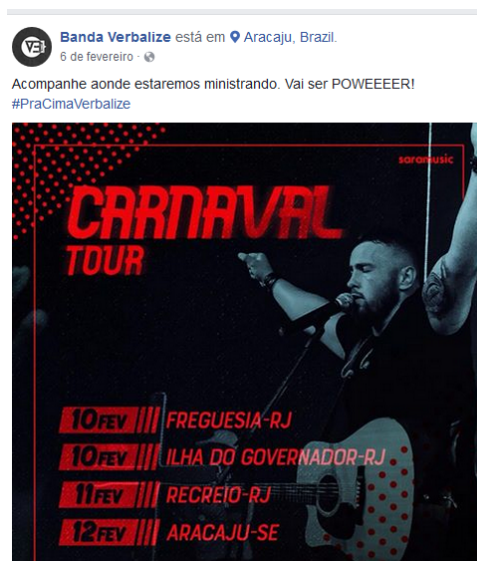 Banda Verbalize está em Aracaju, Brazil.
6 de fevereiro ·
Acompanhe aonde estaremos ministrando. Vai ser POWEEEER!
#PraCimaVerbalize
saramusic
CARNAVAL
TOUR
10FEV FREGUESIA-RJ
10FEV ILHA DO GOVERNADOR-RJ
11FEV RECREIO-RJ
12FEV ARACAJU-SE